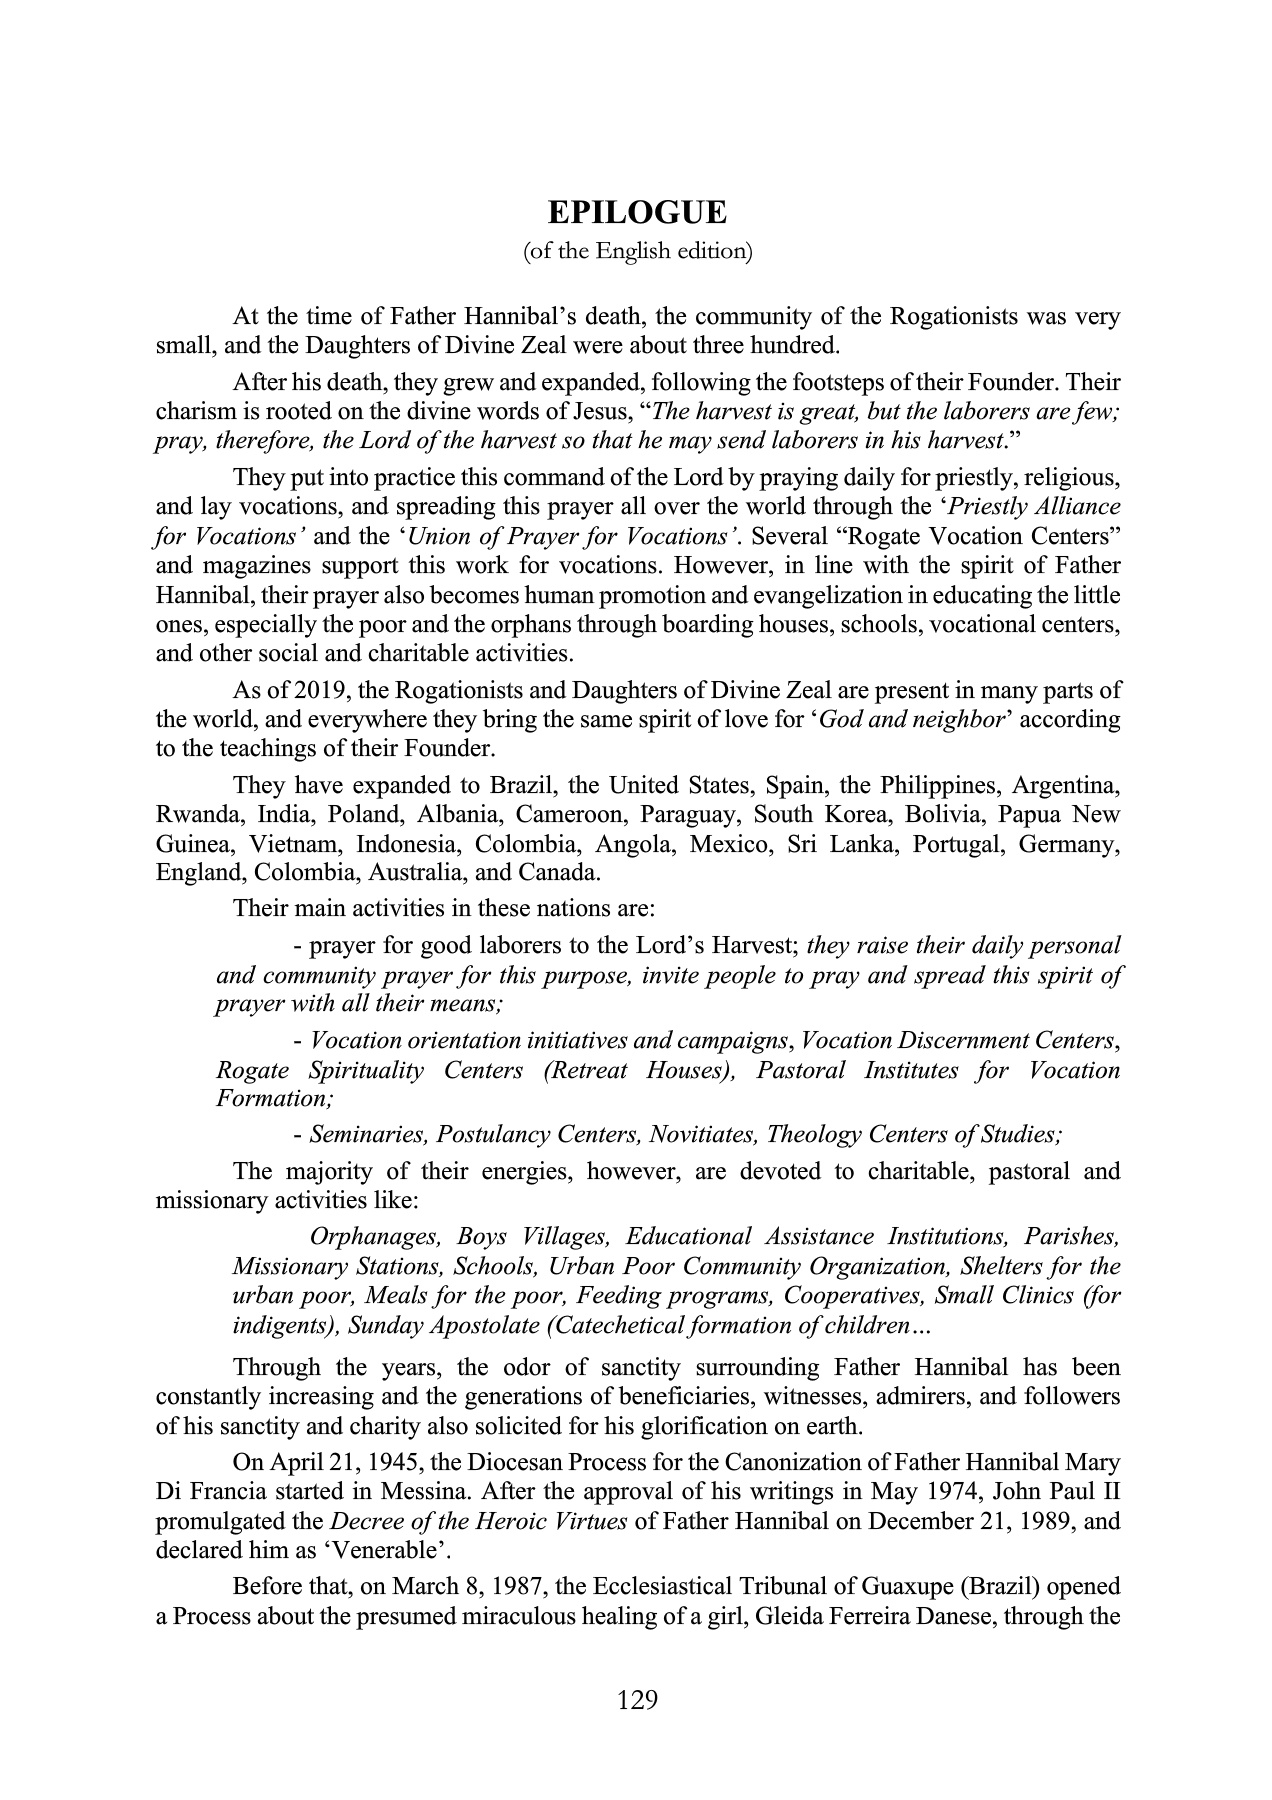 EPILOGUE
(of the English edition)
At the time of Father Hannibal’s death, the community of the Rogationists was very
small, and the Daughters of Divine Zeal were about three hundred.
After his death, they grew and expanded, following the footsteps of their Founder. Their
charism is rooted on the divine words of Jesus, “The harvest is great, but the laborers are few;
pray, therefore, the Lord of the harvest so that he may send laborers in his harvest.”
They put into practice this command of the Lord by praying daily for priestly, religious,
and lay vocations, and spreading this prayer all over the world through the ‘Priestly Alliance
for Vocations’ and the ‘Union of Prayer for Vocations’. Several “Rogate Vocation Centers”
and magazines support this work for vocations. However, in line with the spirit of Father
Hannibal, their prayer also becomes human promotion and evangelization in educating the little
ones, especially the poor and the orphans through boarding houses, schools, vocational centers,
and other social and charitable activities.
As of 2019, the Rogationists and Daughters of Divine Zeal are present in many parts of
the world, and everywhere they bring the same spirit of love for ‘God and neighbor’ according
to the teachings of their Founder.
They have expanded to Brazil, the United States, Spain, the Philippines, Argentina,
Rwanda, India, Poland, Albania, Cameroon, Paraguay, South Korea, Bolivia, Papua New
Guinea, Vietnam, Indonesia, Colombia, Angola, Mexico, Sri Lanka, Portugal, Germany,
England, Colombia, Australia, and Canada.
Their main activities in these nations are:
- prayer for good laborers to the Lord’s Harvest; they raise their daily personal
and community prayer for this purpose, invite people to pray and spread this spirit of
prayer with all their means;
- Vocation orientation initiatives and campaigns, Vocation Discernment Centers,
Rogate Spirituality Centers (Retreat Houses), Pastoral Institutes for Vocation
Formation;
- Seminaries, Postulancy Centers, Novitiates, Theology Centers of Studies;
The majority of their energies, however, are devoted to charitable, pastoral and
missionary activities like:
Orphanages, Boys Villages, Educational Assistance Institutions, Parishes,
Missionary Stations, Schools, Urban Poor Community Organization, Shelters for the
urban poor, Meals for the poor, Feeding programs, Cooperatives, Small Clinics (for
indigents), Sunday Apostolate (Catechetical formation of children…
Through the years, the odor of sanctity surrounding Father Hannibal has been
constantly increasing and the generations of beneficiaries, witnesses, admirers, and followers
of his sanctity and charity also solicited for his glorification on earth.
On April 21, 1945, the Diocesan Process for the Canonization of Father Hannibal Mary
Di Francia started in Messina. After the approval of his writings in May 1974, John Paul II
promulgated the Decree of the Heroic Virtues of Father Hannibal on December 21, 1989, and
declared him as ‘Venerable’.
Before that, on March 8, 1987, the Ecclesiastical Tribunal of Guaxupe (Brazil) opened
a Process about the presumed miraculous healing of a girl, Gleida Ferreira Danese, through the
129